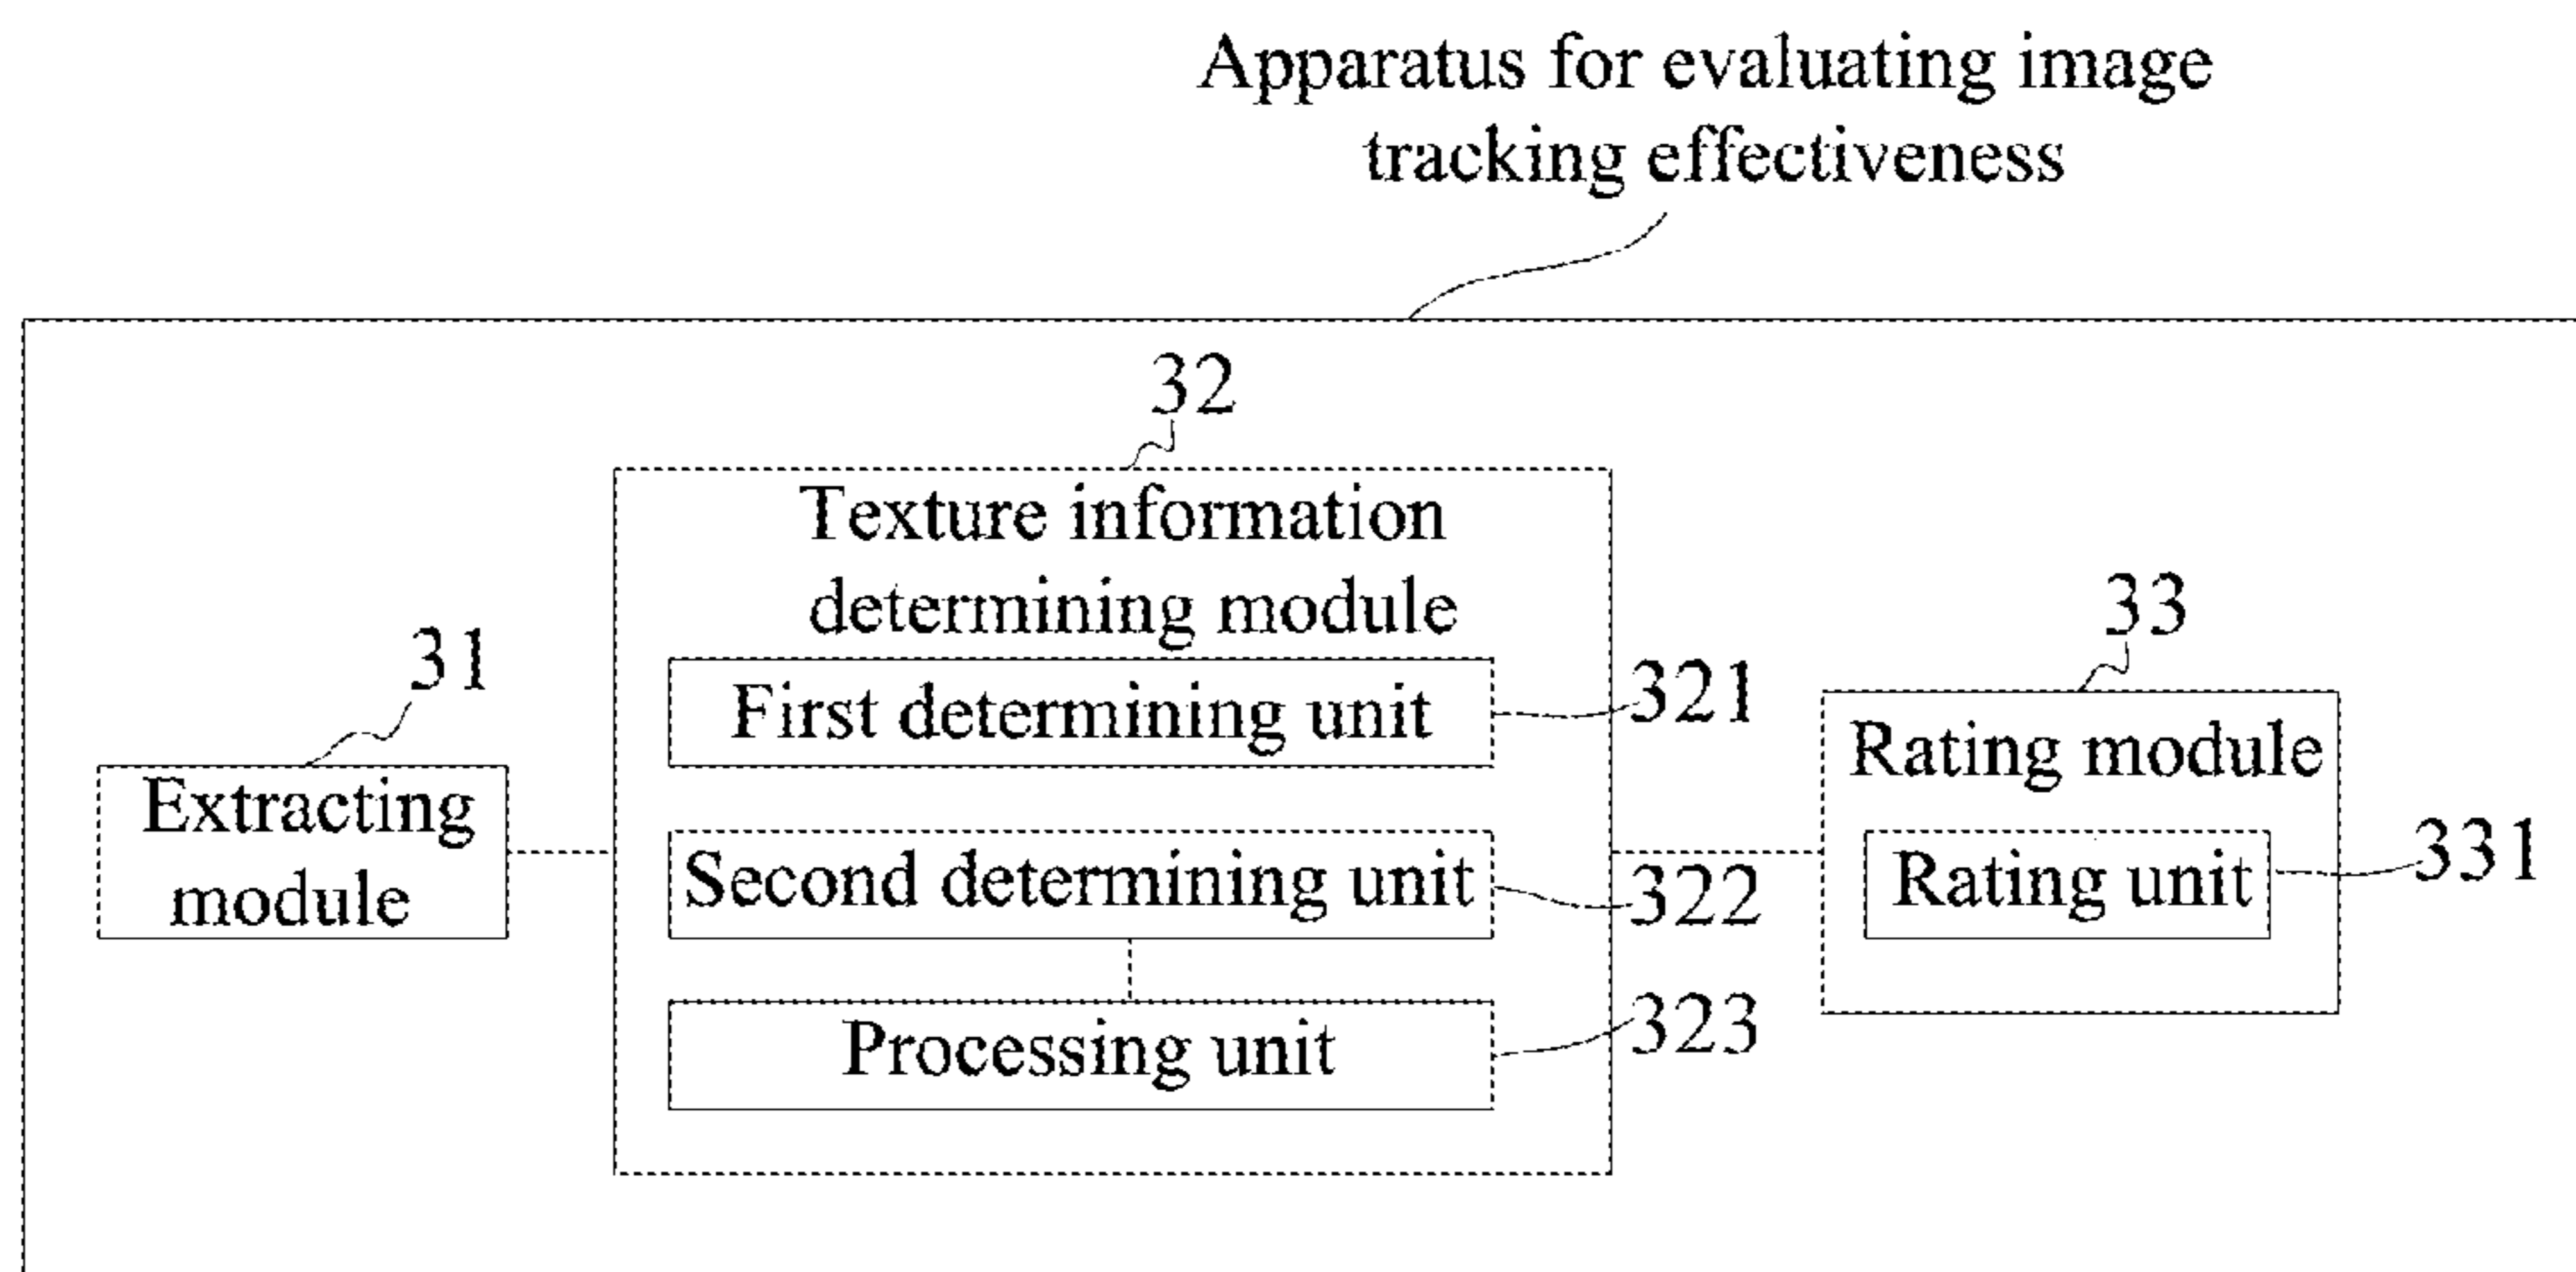 Apparatus for evaluating image
tracking effectiveness
32
Texture information
determining module
31
33
First determining unit
321
Rating module
Extracting
module
Second determining unit
322
Rating unit
331
Processing unit
323